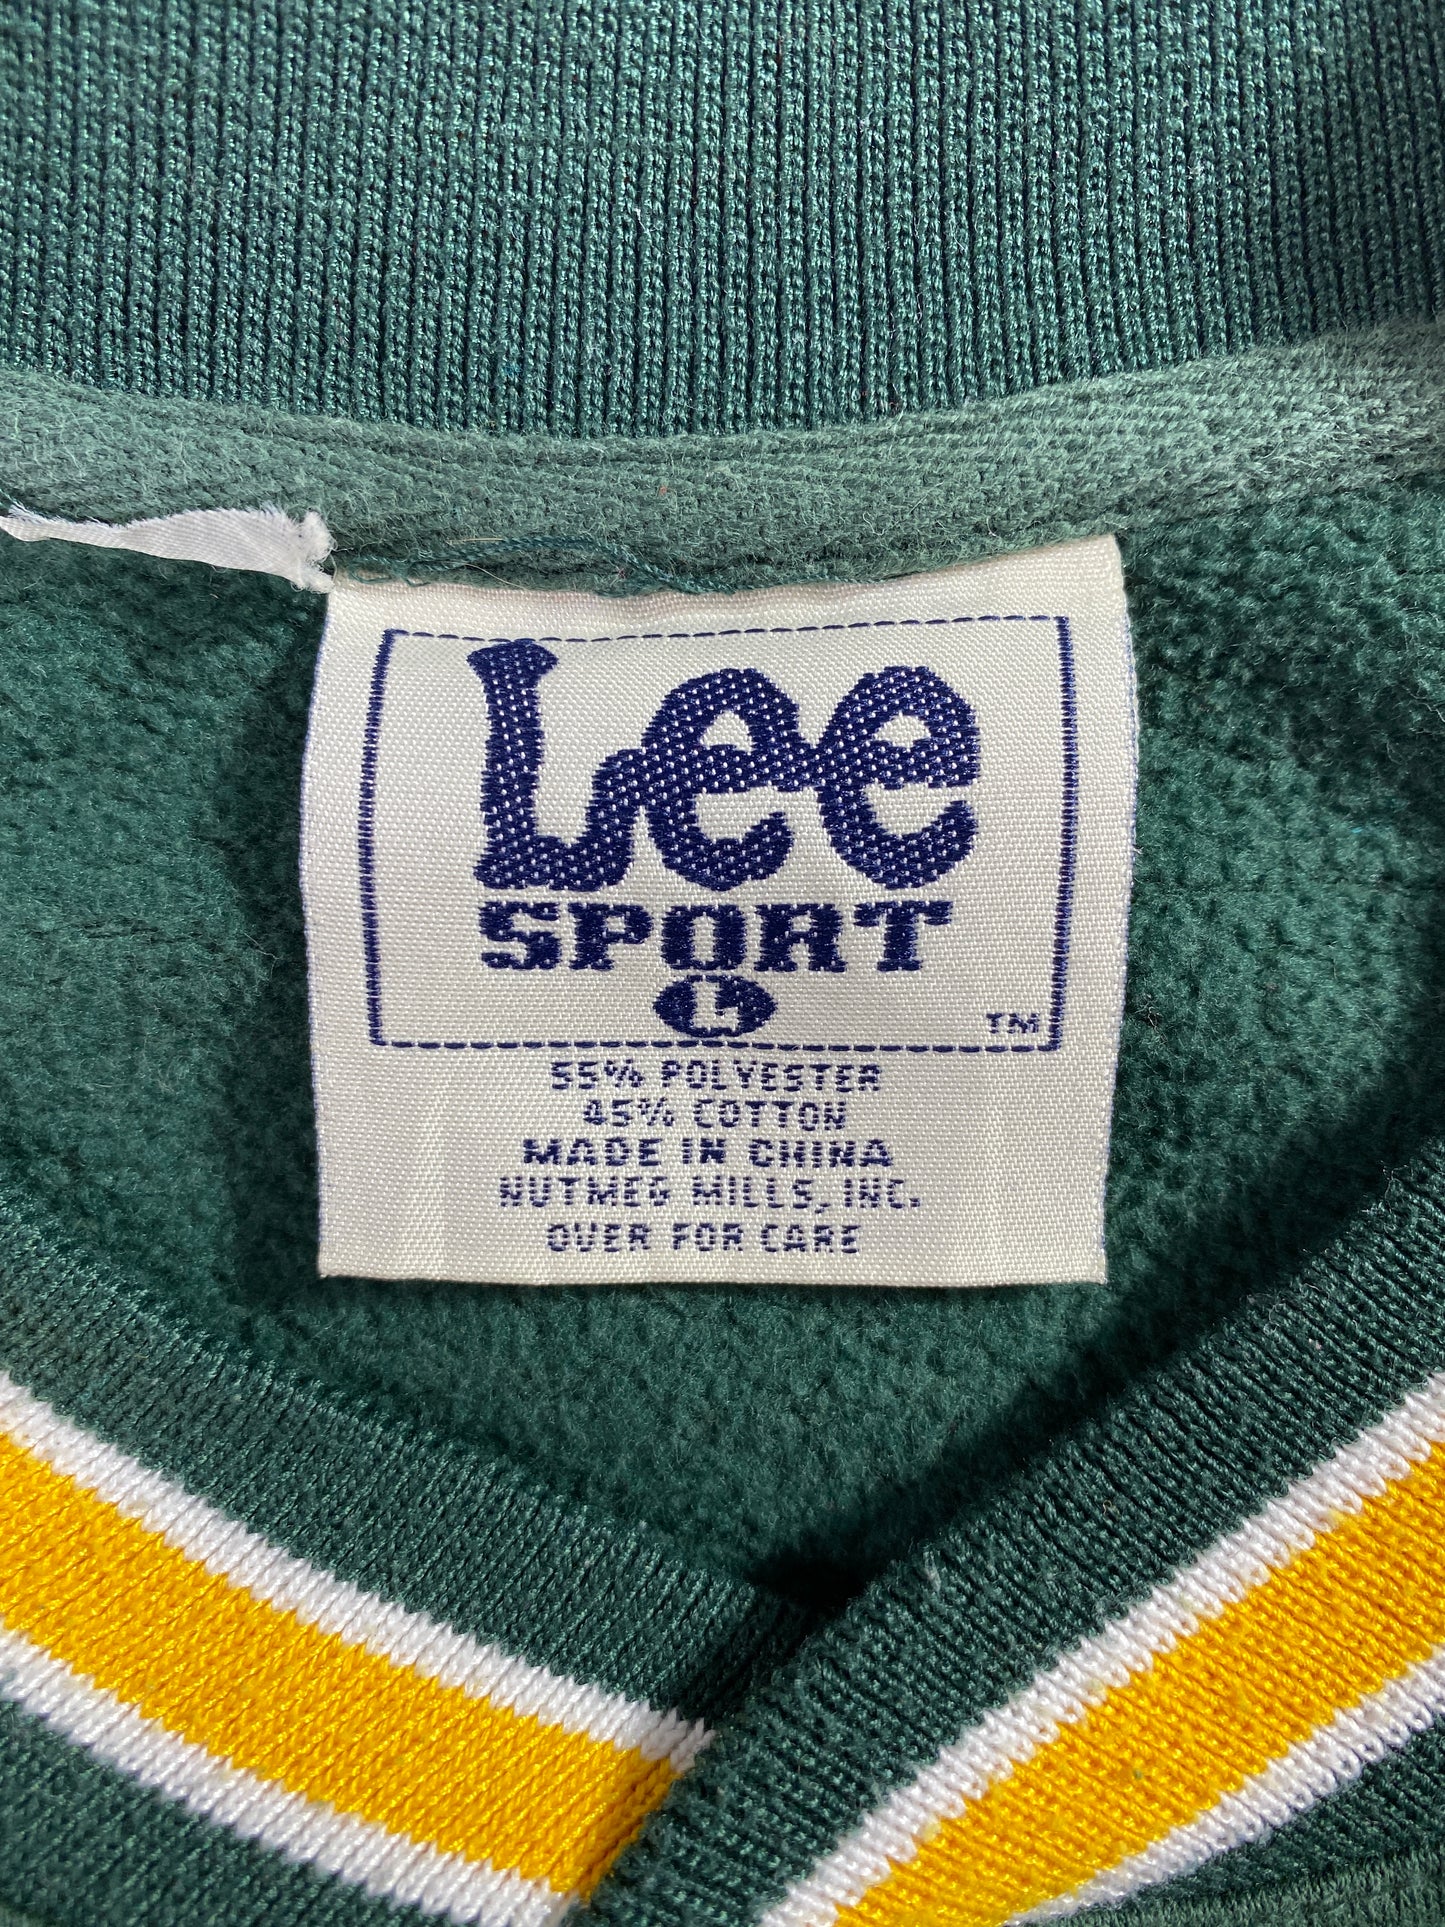 Lee
SPORT
L
TM
55% POLYESTER
45% COTTON
MADE IN CHINA
NUTMEG MILLS, INC.
OVER FOR CARE